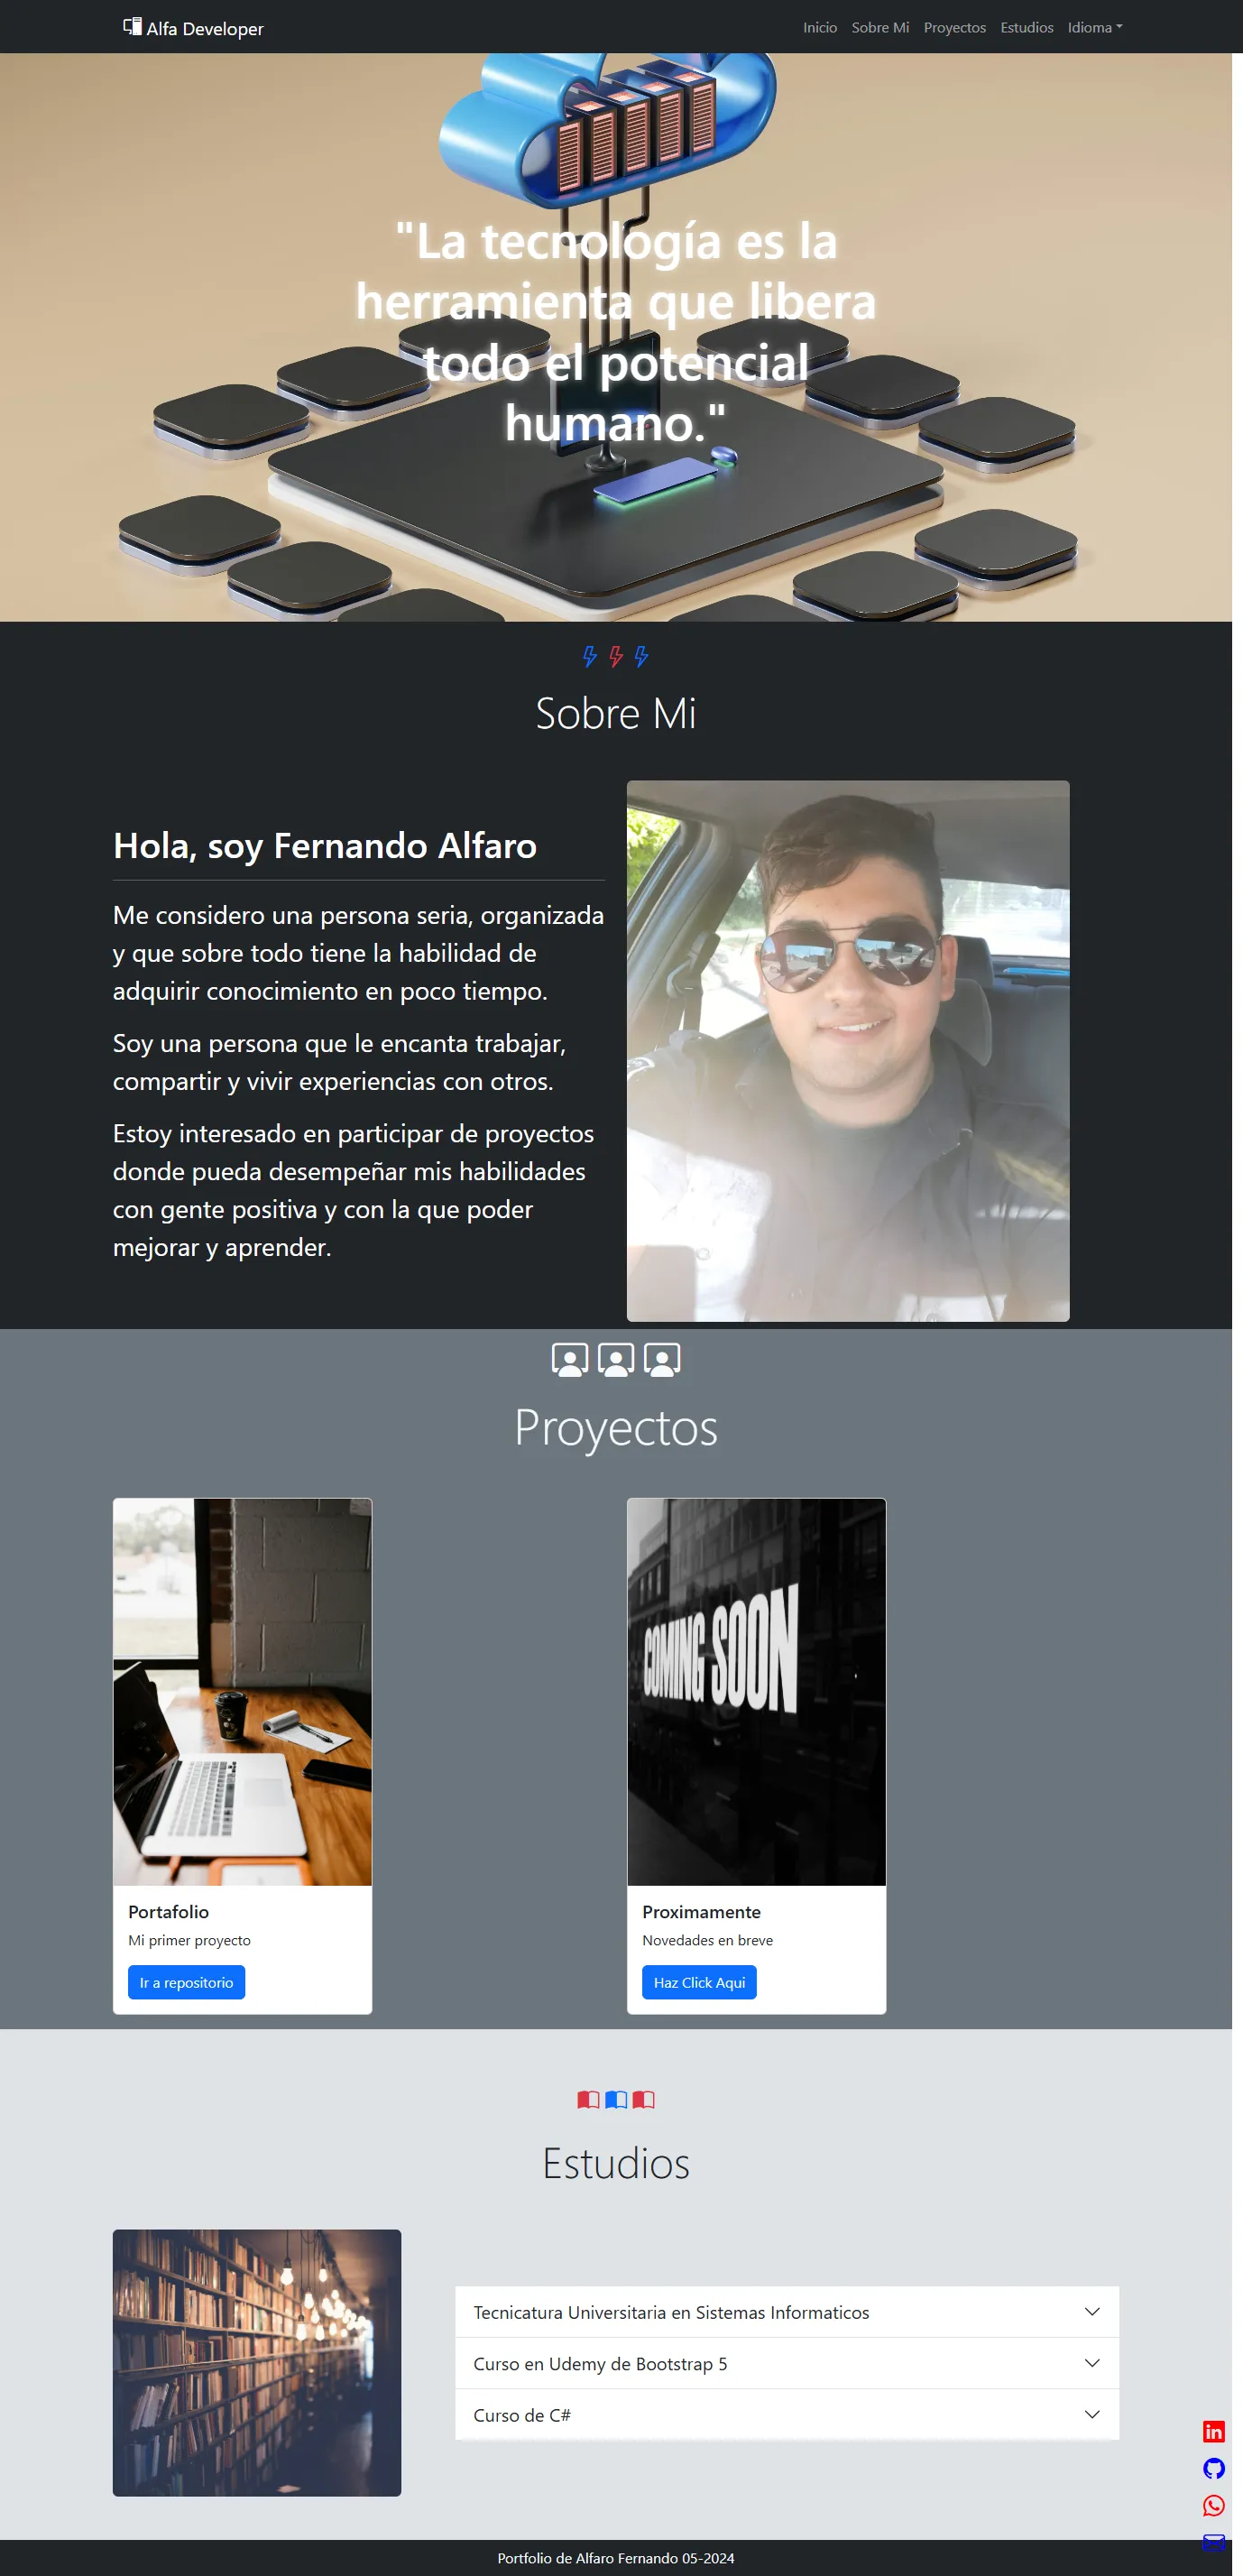 Alfa Developer
Inicio Sobre Mi Proyectos Estudios Idioma
"La tecnología es la
herramienta que libera
todo el potencial
humano."
Sobre Mi
Hola, soy Fernando Alfaro
Me considero una persona seria, organizada
y que sobre todo tiene la habilidad de
adquirir conocimiento en poco tiempo.
Soy una persona que le encanta trabajar,
compartir y vivir experiencias con otros.
Estoy interesado en participar de proyectos
donde pueda desempeñar mis habilidades
con gente positiva y con la que poder
mejorar y aprender.
Proyectos
Portafolio
Mi primer proyecto
Ir a repositorio
COMING SOON
Proximamente
Novedades en breve
Haz Click Aqui
Estudios
Tecnicatura Universitaria en Sistemas Informaticos
Curso en Udemy de Bootstrap 5
Curso de C#
in
Portfolio de Alfaro Fernando 05-2024